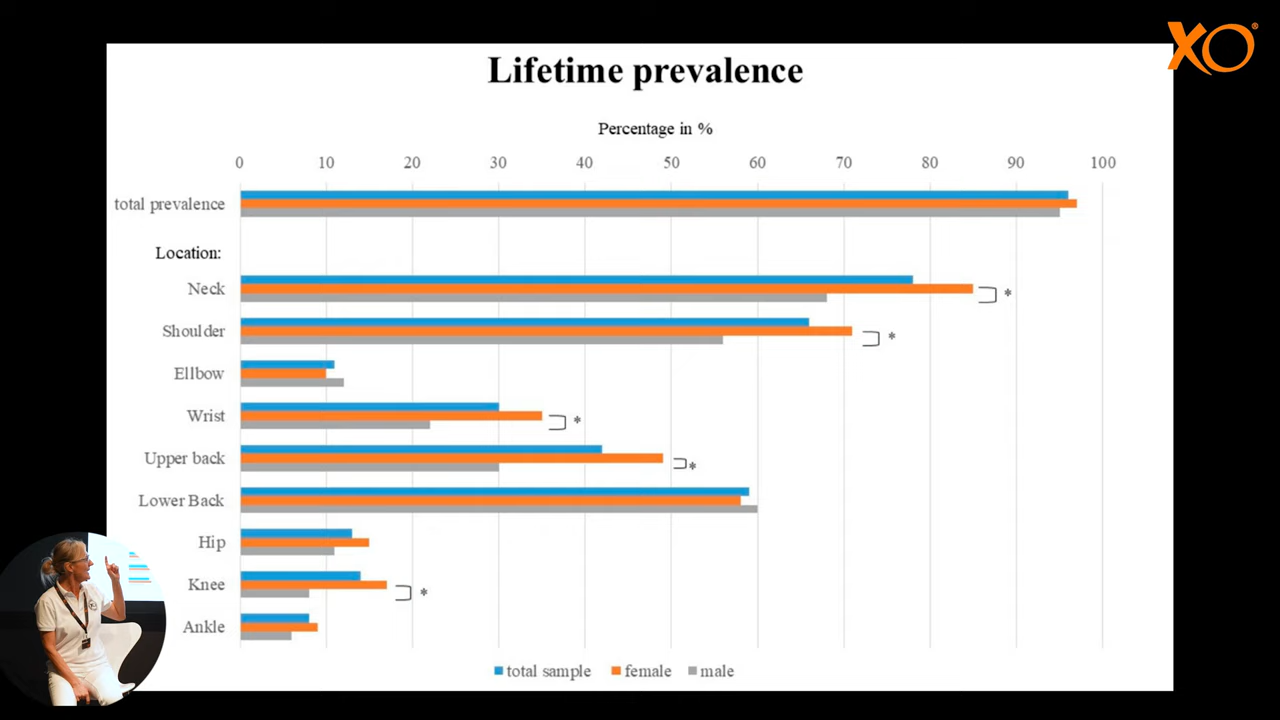 XO®
Lifetime prevalence
Percentage in %
0 10 20 30 40 50 60 70 80 90 100
total prevalence
Location:
Neck *
Shoulder *
Ellbow
Wrist *
Upper back *
Lower Back
Hip
Knee *
Ankle
total sample female male